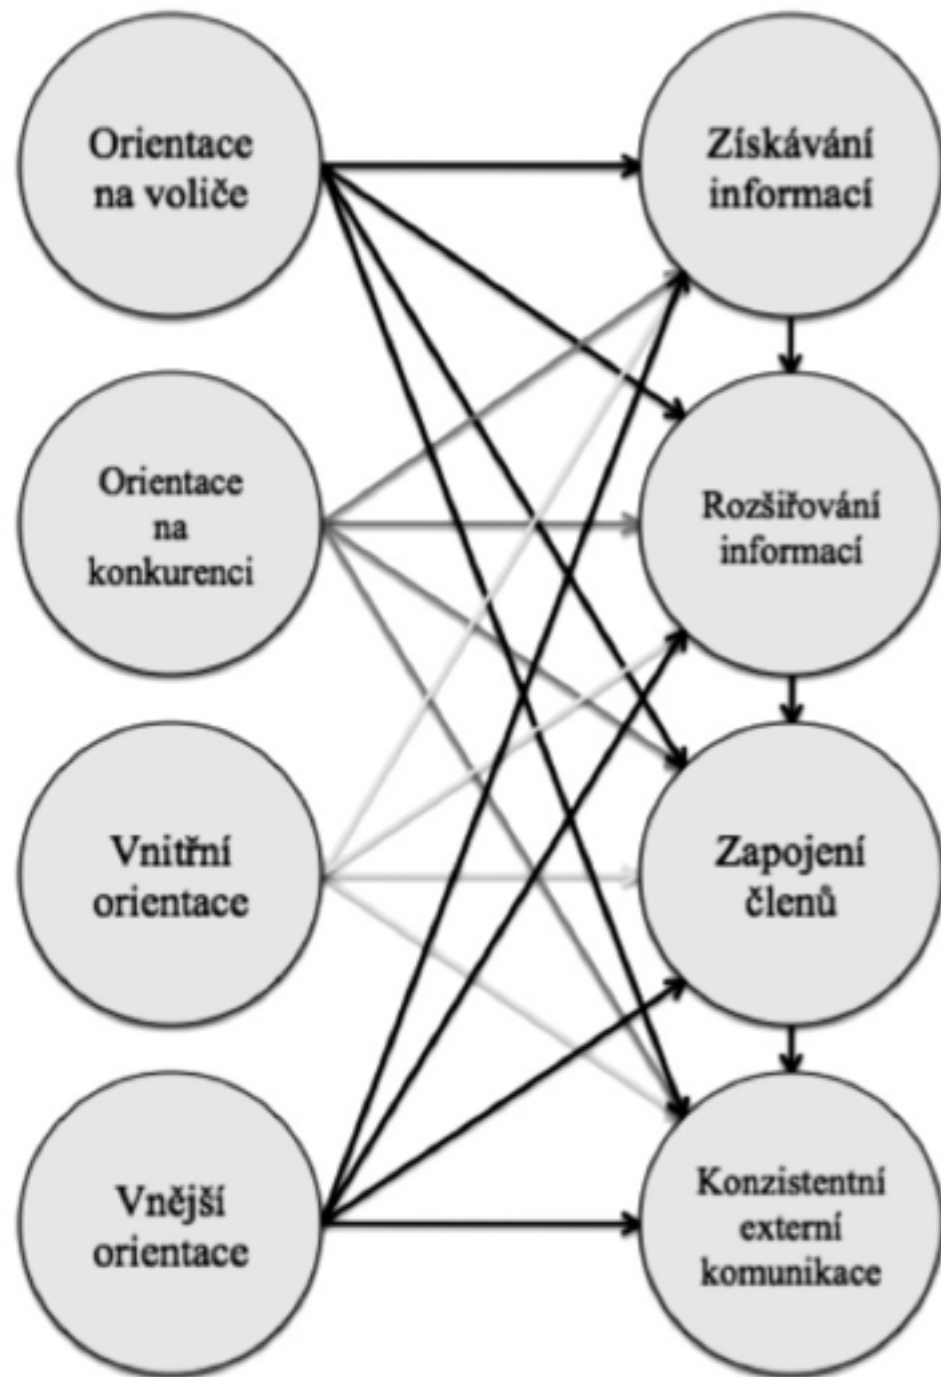 Orientace
na voliče
Získávání
informací
Orientace
na
konkurenci
Rozšiřování
informací
Vnitřní
orientace
Zapojení
členů
Vnější
orientace
Konzistentní
externí
komunikace